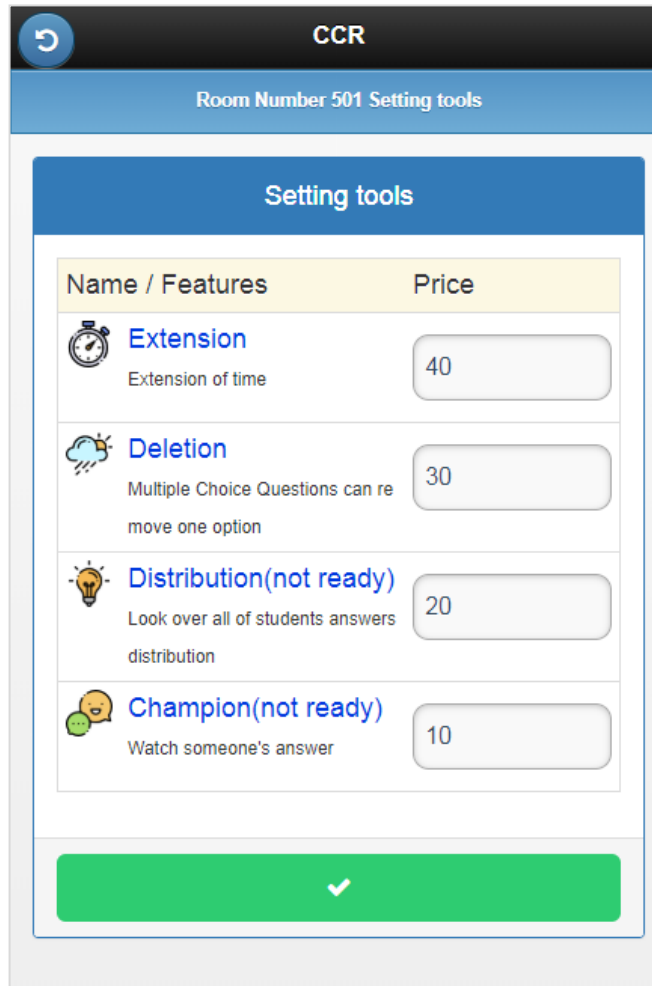 CCR
Room Number 501 Setting tools
Setting tools
Name / Features Price
Extension
Extension of time
40
Deletion
Multiple Choice Questions can re
move one option
30
Distribution(not ready)
Look over all of students answers
distribution
20
Champion(not ready)
Watch someone's answer
10